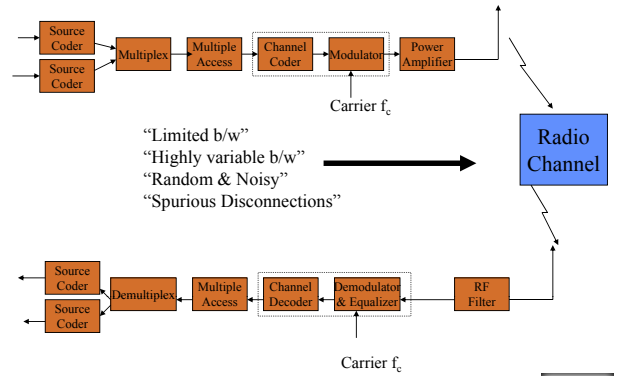 Source
Coder
Source
Coder
Multiplex
Multiple
Access
Channel
Coder
Modulator
Power
Amplifier
Carrier fc
“Limited b/w”
“Highly variable b/w”
“Random & Noisy”
“Spurious Disconnections”
Radio
Channel
Source
Coder
Source
Coder
Demultiplex
Multiple
Access
Channel
Decoder
Demodulator
& Equalizer
RF
Filter
Carrier fc